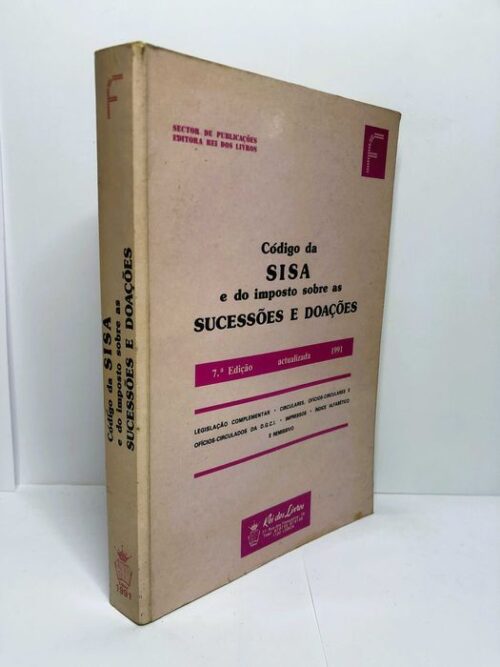 F
Código da SISA
e do imposto sobre as
SUCESSÕES E DOAÇÕES
1991
SECTOR DE PUBLICAÇÕES
EDITORA REI DOS LIVROS
F
Código da
SISA
e do imposto sobre as
SUCESSÕES E DOAÇÕES
7.ª Edição actualizada 1991
LEGISLAÇÃO COMPLEMENTAR - CIRCULARES, OFÍCIOS-CIRCULARES E
OFÍCIOS-CIRCULADOS DA D.G.C.I. - IMPRESSOS - ÍNDICE ALFABÉTICO
E REMISSIVO
Rei dos Livros